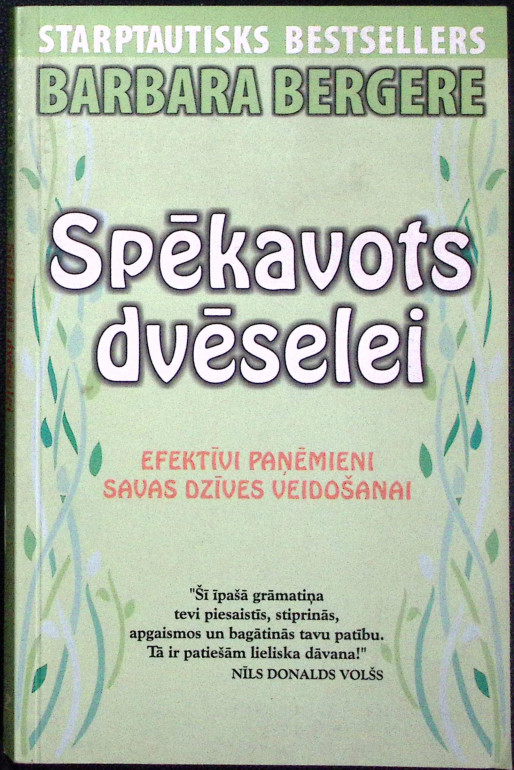 STARPTAUTISKS BESTSELLERS
BARBARA BERGERE
Spēkavots
dvēselei
EFEKTĪVI PAŅĒMIENI
SAVAS DZĪVES VEIDOŠANAI
"Šī īpašā grāmatiņa
tevi piesaistīs, stiprinās,
apgaismos un bagātinās tavu patību.
Tā ir patiešām lieliska dāvana!"
NĪLS DONALDS VOLŠS